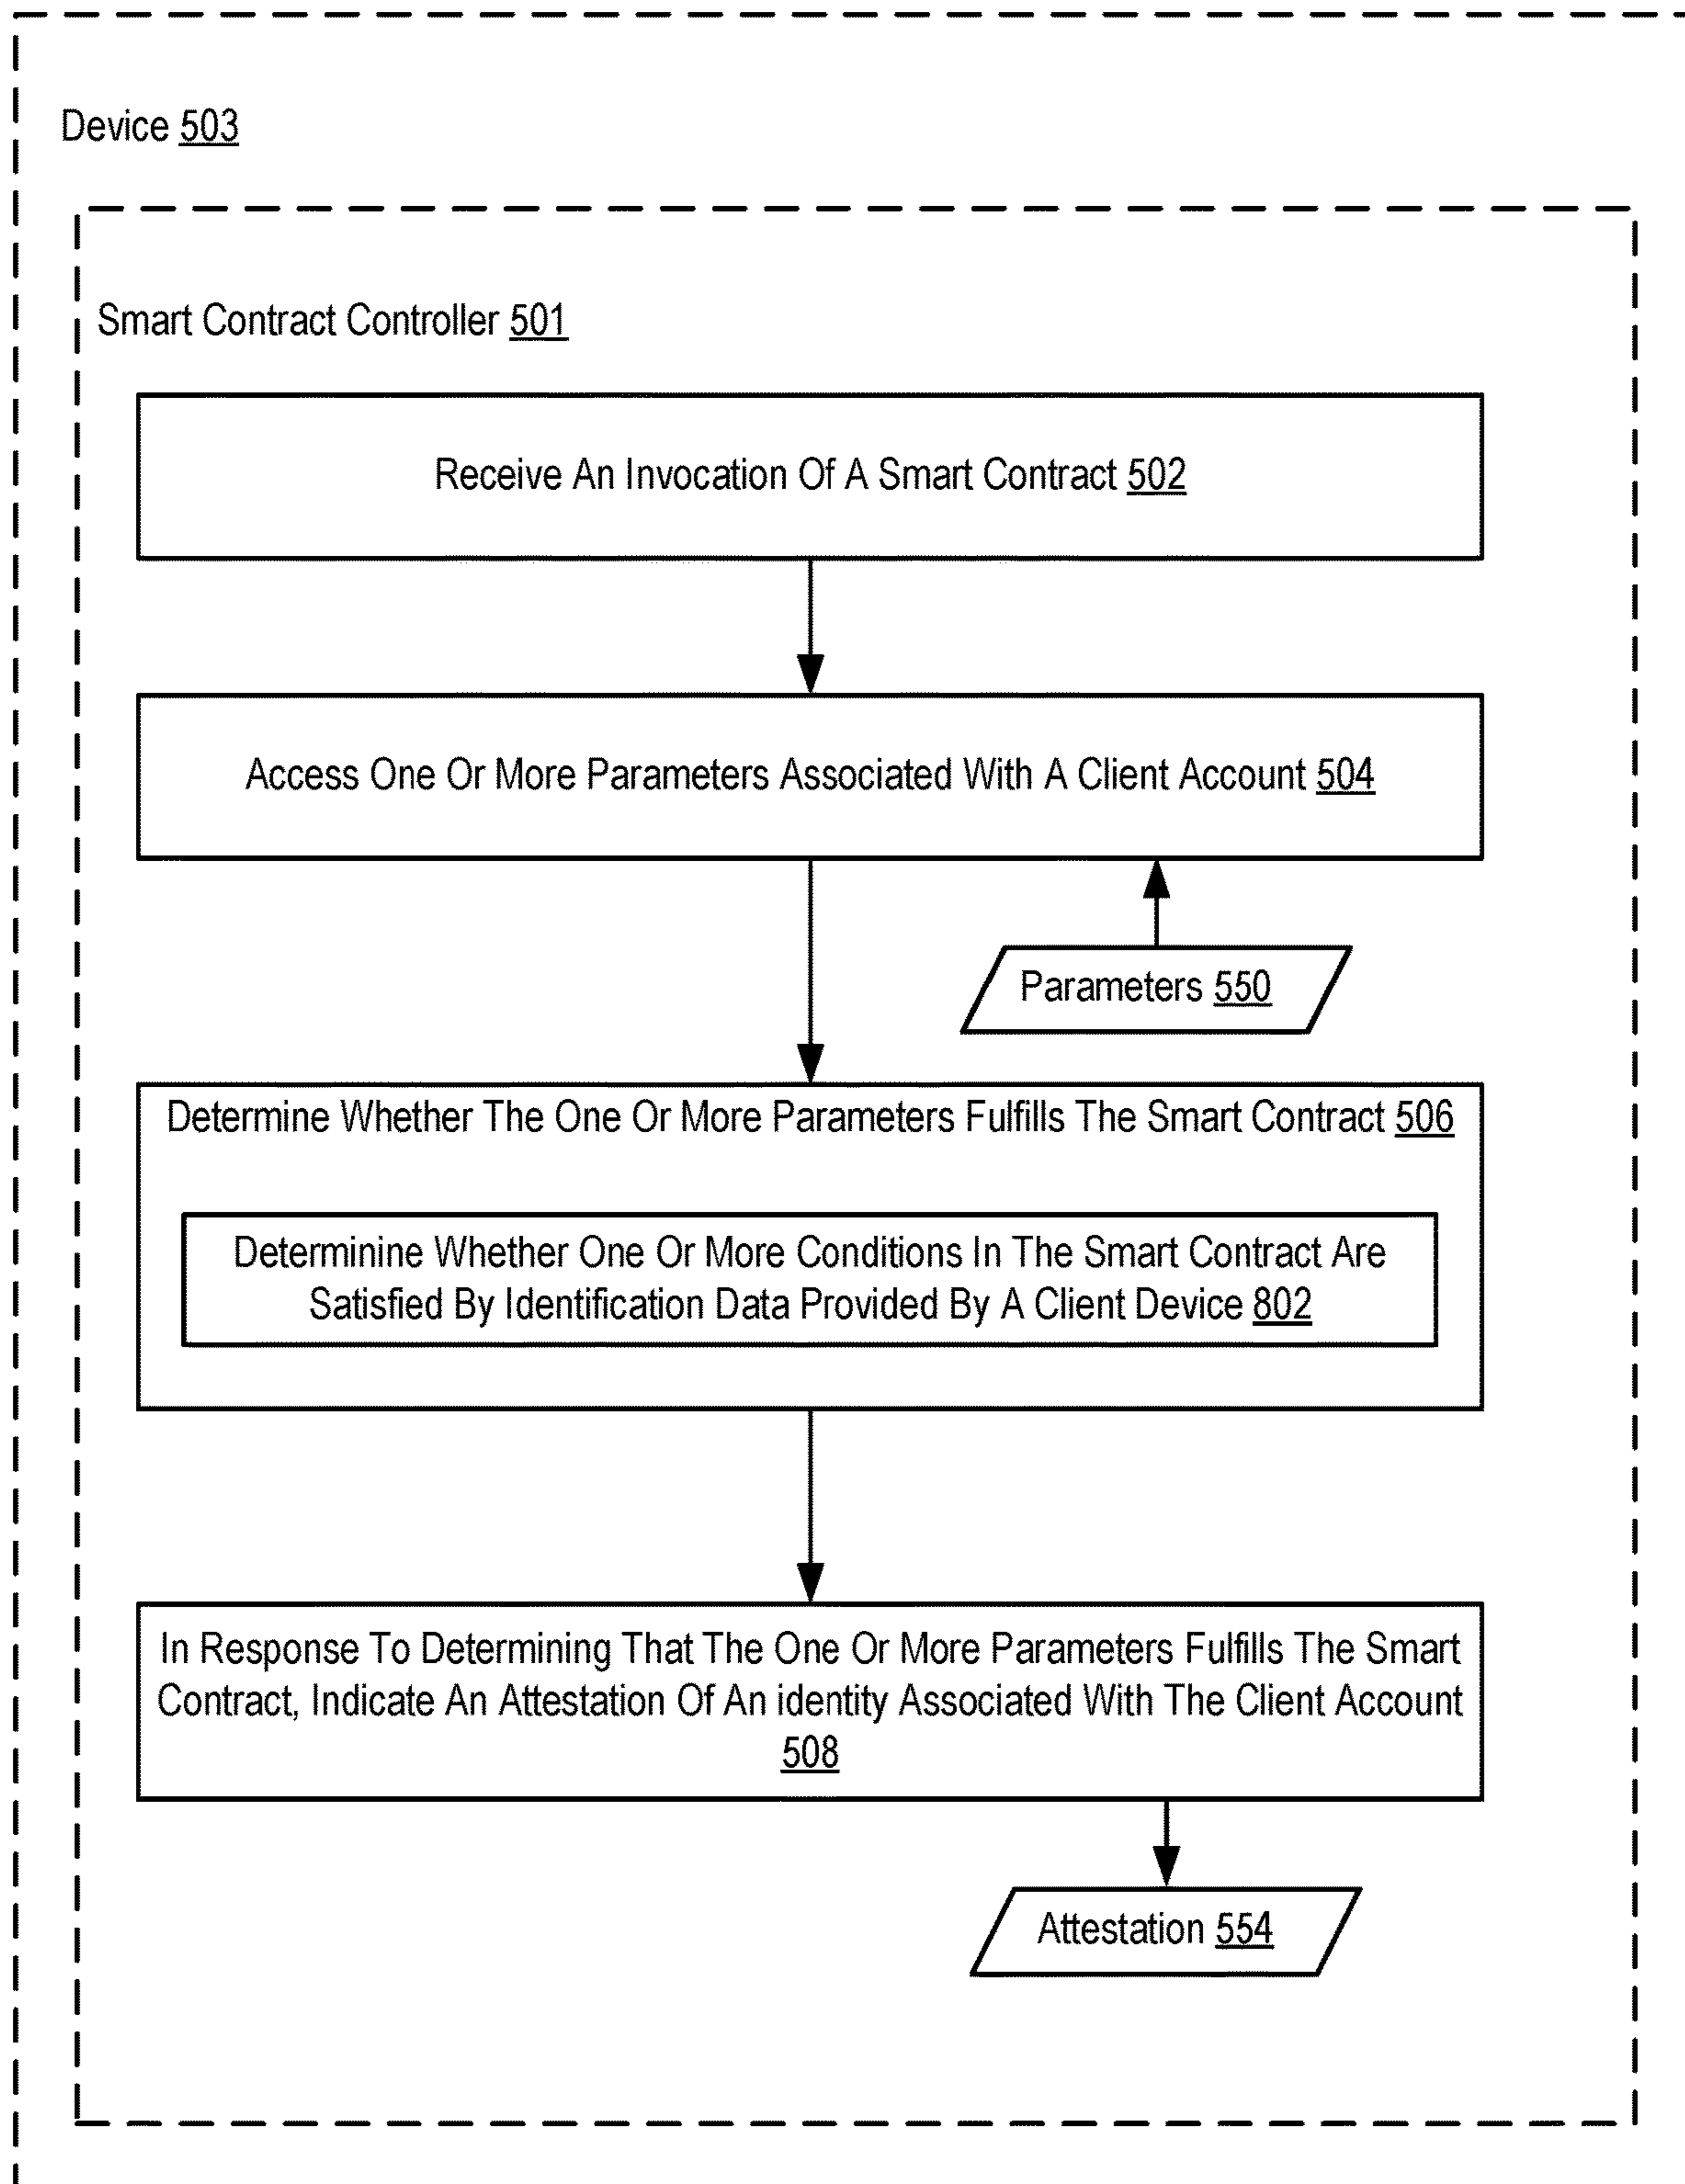 Device 503
Smart Contract Controller 501
Receive An Invocation Of A Smart Contract 502
Access One Or More Parameters Associated With A Client Account 504
Parameters 550
Determine Whether The One Or More Parameters Fulfills The Smart Contract 506
Determinine Whether One Or More Conditions In The Smart Contract Are
Satisfied By Identification Data Provided By A Client Device 802
In Response To Determining That The One Or More Parameters Fulfills The Smart
Contract, Indicate An Attestation Of An identity Associated With The Client Account
508
Attestation 554